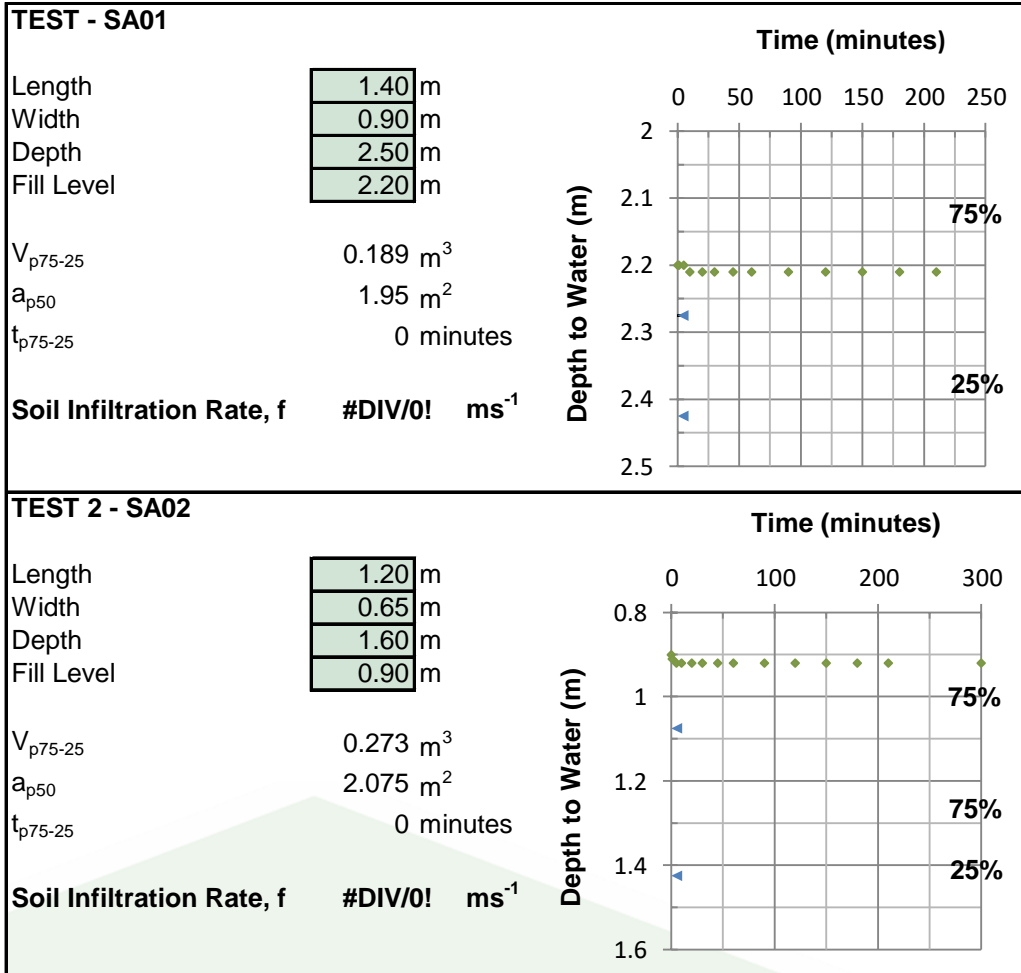 TEST - SA01
Length 1.40 m
Width 0.90 m
Depth 2.50 m
Fill Level 2.20 m
Vp75-25 0.189 m³
ap50 1.95 m²
tp75-25 0 minutes
Soil Infiltration Rate, f #DIV/0! ms⁻¹
Time (minutes)
0 50 100 150 200 250
Depth to Water (m)
2
2.1
2.2
2.3
2.4
2.5
75%
25%
TEST 2 - SA02
Length 1.20 m
Width 0.65 m
Depth 1.60 m
Fill Level 0.90 m
Vp75-25 0.273 m³
ap50 2.075 m²
tp75-25 0 minutes
Soil Infiltration Rate, f #DIV/0! ms⁻¹
Time (minutes)
0 100 200 300
Depth to Water (m)
0.8
1
1.2
1.4
1.6
75%
75%
25%